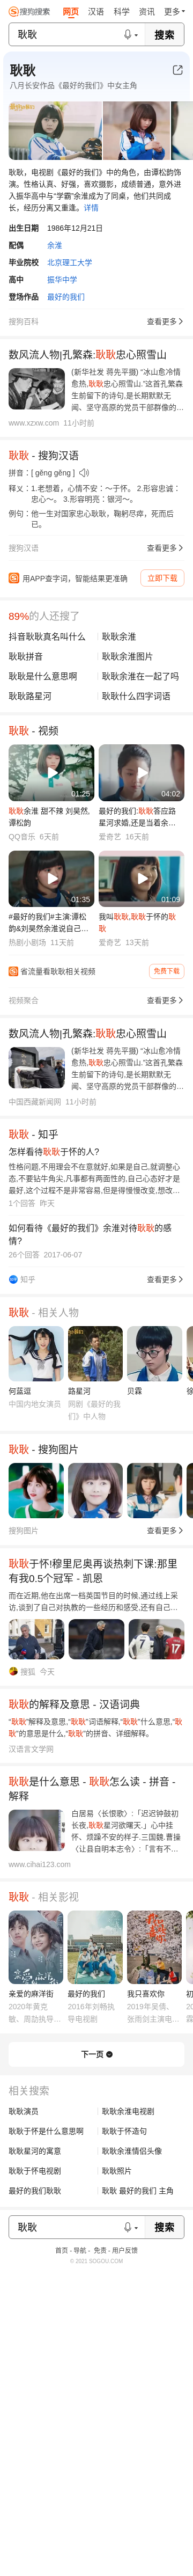 搜狗搜索 网页 汉语 科学 资讯 更多
耿耿 搜索
耿耿
八月长安作品《最好的我们》中女主角
耿耿，电视剧《最好的我们》中的角色，由谭松韵饰
演。性格认真、好强，喜欢摄影，成绩普通，意外进
入振华高中与“学霸”余淮成为了同桌，他们共同成
长，经历分离又重逢。详情
出生日期 1986年12月21日
配偶 余淮
毕业院校 北京理工大学
高中 振华中学
登场作品 最好的我们
搜狗百科 查看更多
数风流人物|孔繁森:耿耿忠心照雪山
(新华社发 蒋先平摄) “冰山愈冷情
愈热,耿耿忠心照雪山.”这首孔繁森
生前留下的诗句,是长期默默无
闻、坚守高原的党员干部群像的...
www.xzxw.com 11小时前
耿耿 - 搜狗汉语
拼音：[ gěng gěng ]
释义：1.老想着，心情不安：～于怀。 2.形容忠诚：
忠心～。 3.形容明亮：银河～。
例句：他一生对国家忠心耿耿，鞠躬尽瘁，死而后
已。
搜狗汉语 查看更多
用APP查字词，智能结果更准确 立即下载
89%的人还搜了
抖音耿耿真名叫什么 耿耿余淮
耿耿拼音 耿耿余淮图片
耿耿是什么意思啊 耿耿余淮在一起了吗
耿耿路星河 耿耿什么四字词语
耿耿 - 视频
01:25 04:02
耿耿余淮 甜不辣 刘昊然,
谭松韵
QQ音乐 6天前
最好的我们:耿耿答应路
星河求婚,还是当着余...
爱奇艺 16天前
01:35 01:09
#最好的我们#主演:谭松
韵&刘昊然余淮说自己...
热剧小剧场 11天前
我叫耿耿,耿耿于怀的耿
耿
爱奇艺 13天前
省流量看耿耿相关视频 免费下载
视频聚合 查看更多
数风流人物|孔繁森:耿耿忠心照雪山
(新华社发 蒋先平摄) “冰山愈冷情
愈热,耿耿忠心照雪山.”这首孔繁森
生前留下的诗句,是长期默默无
闻、坚守高原的党员干部群像的...
中国西藏新闻网 11小时前
耿耿 - 知乎
怎样看待耿耿于怀的人?
性格问题,不用理会不在意就好,如果是自己,就调整心
态,不要钻牛角尖,凡事都有两面性的,自己心态好才是
最好,这个过程不是非常容易,但是得慢慢改变,想改...
1个回答 昨天
如何看待《最好的我们》余淮对待耿耿的感
情?
26个回答 2017-06-07
知乎 查看更多
耿耿 - 相关人物
何蓝逗
中国内地女演员
路星河
网剧《最好的我
们》中人物
贝霖
耿耿 - 搜狗图片
搜狗图片 查看更多
耿耿于怀!穆里尼奥再谈热刺下课:那里
有我0.5个冠军 - 凯恩
而在近期,他在出席一档英国节目的时候,通过线上采
访,谈到了自己对执教的一些经历和感受,还有自己...
搜狐 今天
耿耿的解释及意思 - 汉语词典
“耿耿”解释及意思,“耿耿”词语解释,“耿耿”什么意思,“耿
耿”的意思是什么,“耿耿”的拼音、详细解释。
汉语言文学网
耿耿是什么意思 - 耿耿怎么读 - 拼音 -
解释
白居易《长恨歌》：「迟迟钟鼓初
长夜,耿耿星河欲曙天.」心中挂
怀、烦躁不安的样子.三国魏.曹操
〈让县自明本志令〉:「言有不...
www.cihai123.com
耿耿 - 相关影视
亲爱的麻洋街
2020年黄克
敏、周劼执导...
最好的我们
2016年刘畅执
导电视剧
我只喜欢你
2019年吴倩、
张雨剑主演电...
下一页
相关搜索
耿耿演员 耿耿余淮电视剧
耿耿于怀是什么意思啊 耿耿于怀造句
耿耿星河的寓意 耿耿余淮情侣头像
耿耿于怀电视剧 耿耿照片
最好的我们耿耿 耿耿 最好的我们 主角
耿耿 搜索
首页 - 导航 - 免责 - 用户反馈
© 2021 SOGOU.COM